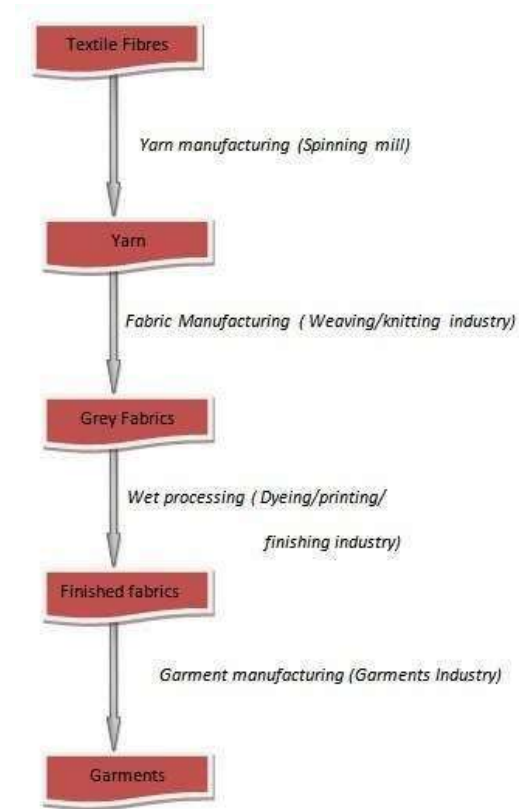 Textile Fibres
Yarn manufacturing (Spinning mill)
Yarn
Fabric Manufacturing ( Weaving/knitting industry)
Grey Fabrics
Wet processing ( Dyeing/printing/
finishing industry)
Finished fabrics
Garment manufacturing (Garments Industry)
Garments